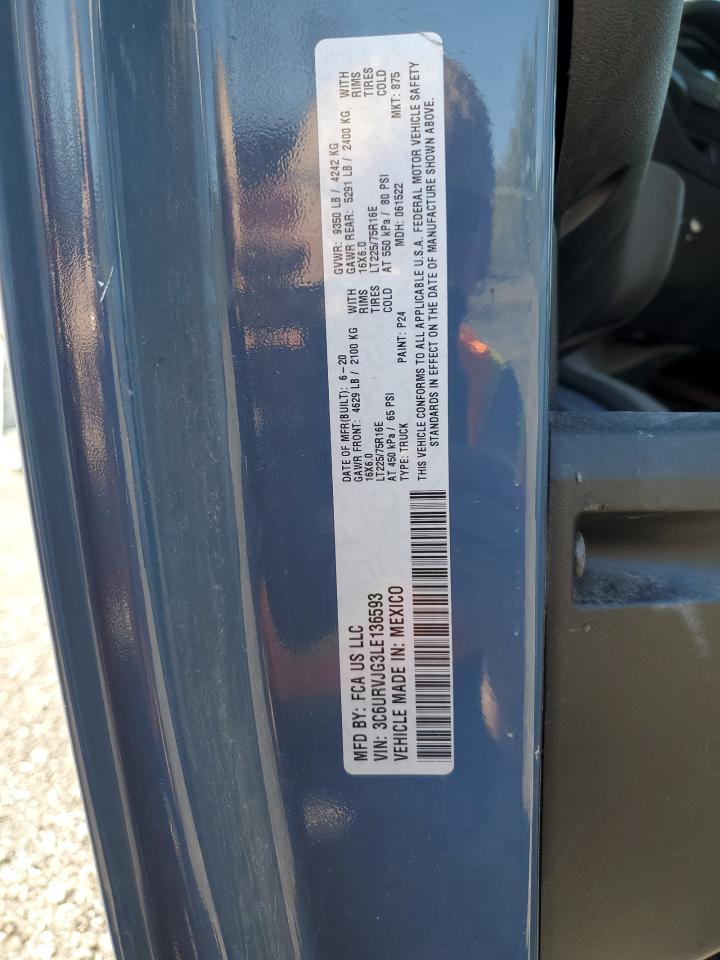 MFD BY: FCA US LLC
VIN: 3C6URVJG3LE136593
VEHICLE MADE IN: MEXICO
DATE OF MFR(BUILT): 6-20
GAWR FRONT: 4629 LB / 2100 KG WITH
16X6.0 RIMS
LT225/75R16E TIRES
AT 450 kPa / 65 PSI COLD
TYPE: TRUCK PAINT: P24
GVWR: 9350 LB / 4242 KG
GAWR REAR: 5291 LB / 2400 KG WITH
16X6.0 RIMS
LT225/75R16E TIRES
AT 550 kPa / 80 PSI COLD
MDH: 061522 MKT: 875
THIS VEHICLE CONFORMS TO ALL APPLICABLE U.S.A. FEDERAL MOTOR VEHICLE SAFETY
STANDARDS IN EFFECT ON THE DATE OF MANUFACTURE SHOWN ABOVE.